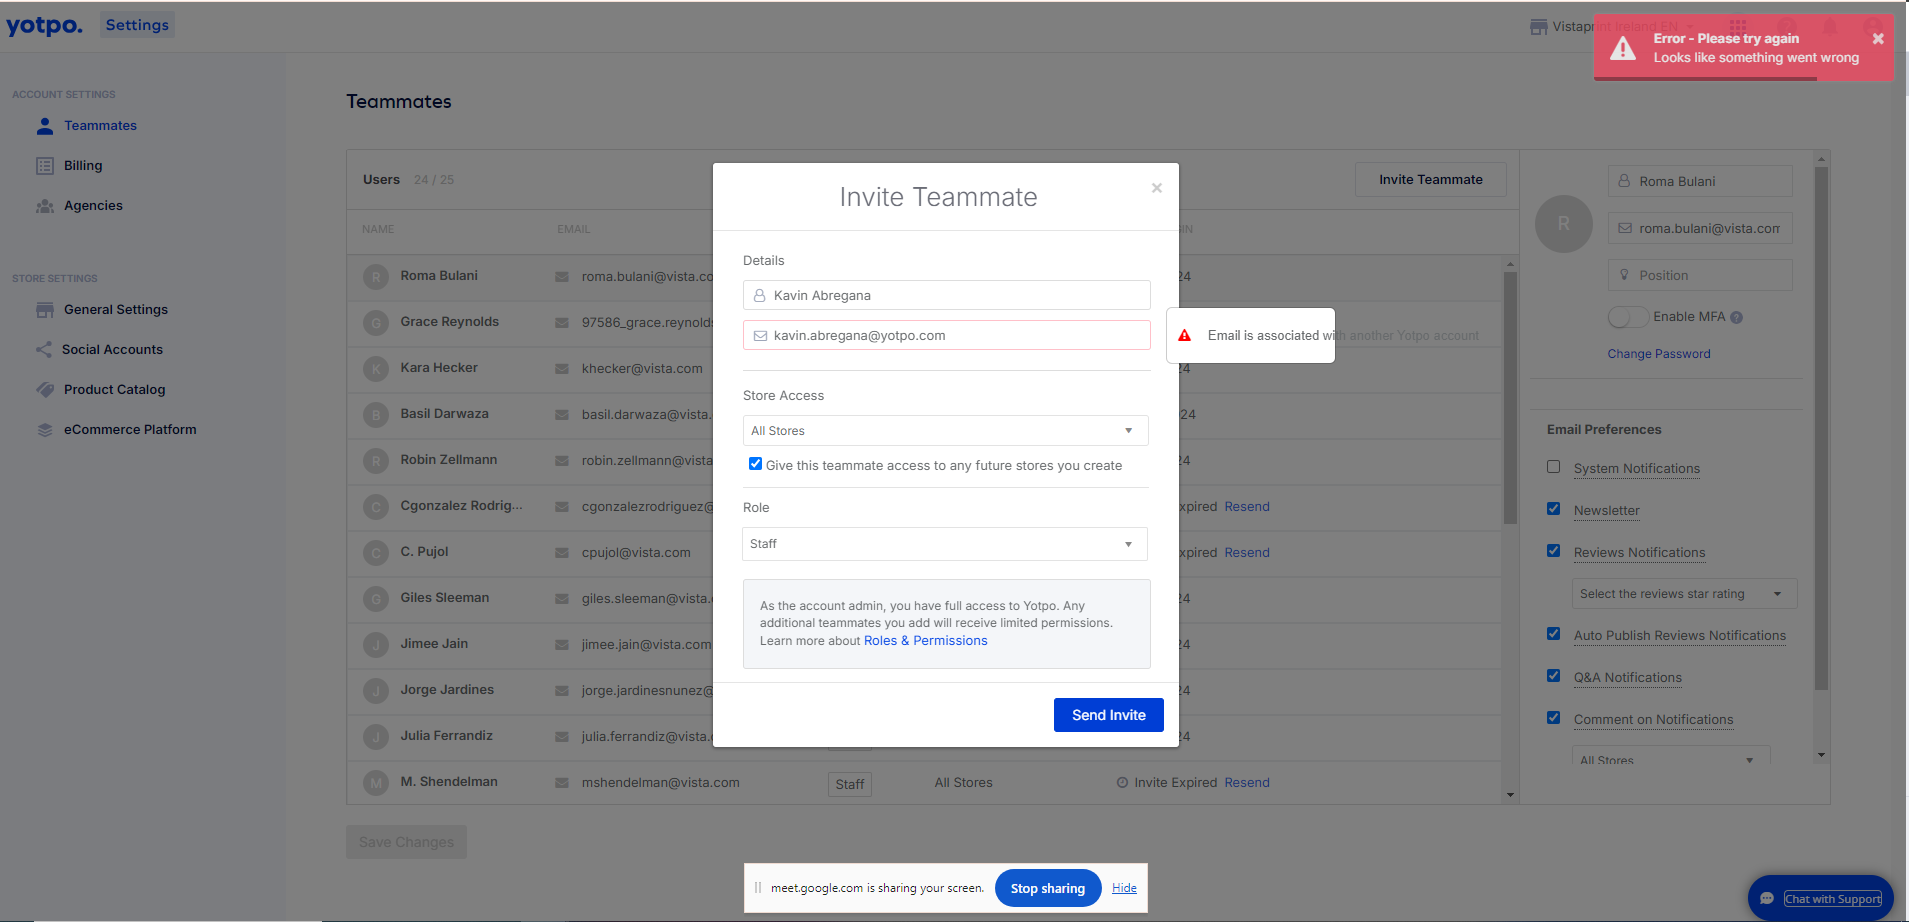 yotpo. Settings
Vistaprint Ireland EN
Error - Please try again
Looks like something went wrong
ACCOUNT SETTINGS
Teammates
Billing
Agencies
STORE SETTINGS
General Settings
Social Accounts
Product Catalog
eCommerce Platform
Teammates
Users 24 / 25
Invite Teammate
NAME EMAIL IN
R Roma Bulani roma.bulani@vista.co 24
G Grace Reynolds 97586_grace.reynolds
K Kara Hecker khecker@vista.com 24
B Basil Darwaza basil.darwaza@vista. 24
R Robin Zellmann robin.zellmann@vista 24
C Cgonzalez Rodrig... cgonzalezrodriguez@ xpired Resend
C C. Pujol cpujol@vista.com xpired Resend
G Giles Sleeman giles.sleeman@vista. 24
J Jimee Jain jimee.jain@vista.com 24
J Jorge Jardines jorge.jardinesnunez@ 24
J Julia Ferrandiz julia.ferrandiz@vista. 24
M M. Shendelman mshendelman@vista.com Staff All Stores Invite Expired Resend
Save Changes
Invite Teammate ×
Details
Kavin Abregana
kavin.abregana@yotpo.com
Email is associated with another Yotpo account
Store Access
All Stores
Give this teammate access to any future stores you create
Role
Staff
As the account admin, you have full access to Yotpo. Any
additional teammates you add will receive limited permissions.
Learn more about Roles & Permissions
Send Invite
R
Roma Bulani
roma.bulani@vista.com
Position
Enable MFA ?
Change Password
Email Preferences
System Notifications
Newsletter
Reviews Notifications
Select the reviews star rating
Auto Publish Reviews Notifications
Q&A Notifications
Comment on Notifications
All Stores
meet.google.com is sharing your screen. Stop sharing Hide
Chat with Support